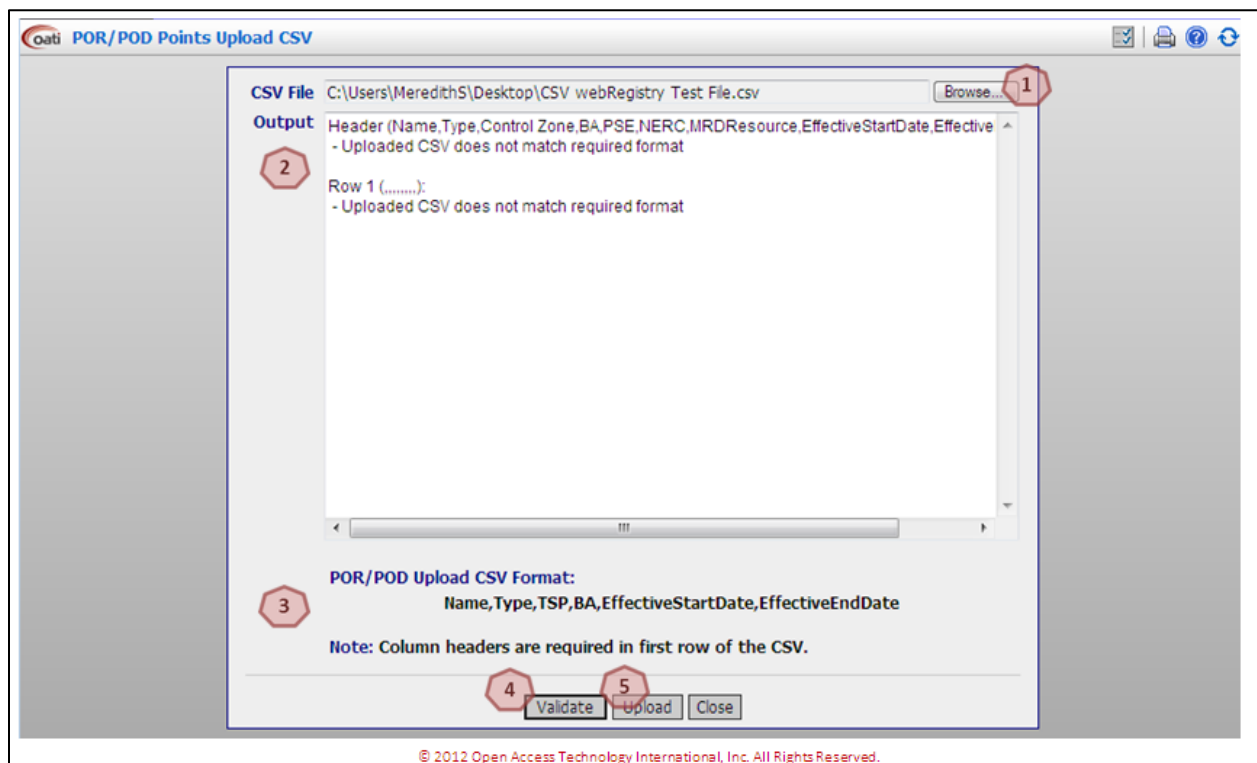 oati POR/POD Points Upload CSV
CSV File C:\Users\MeredithS\Desktop\CSV webRegistry Test File.csv Browse... 1
Output Header (Name,Type,Control Zone,BA,PSE,NERC,MRDResource,EffectiveStartDate,Effective
- Uploaded CSV does not match required format
2
Row 1 (,,,,,,,,):
- Uploaded CSV does not match required format
POR/POD Upload CSV Format:
3 Name,Type,TSP,BA,EffectiveStartDate,EffectiveEndDate
Note: Column headers are required in first row of the CSV.
4 5
Validate Upload Close
© 2012 Open Access Technology International, Inc. All Rights Reserved.